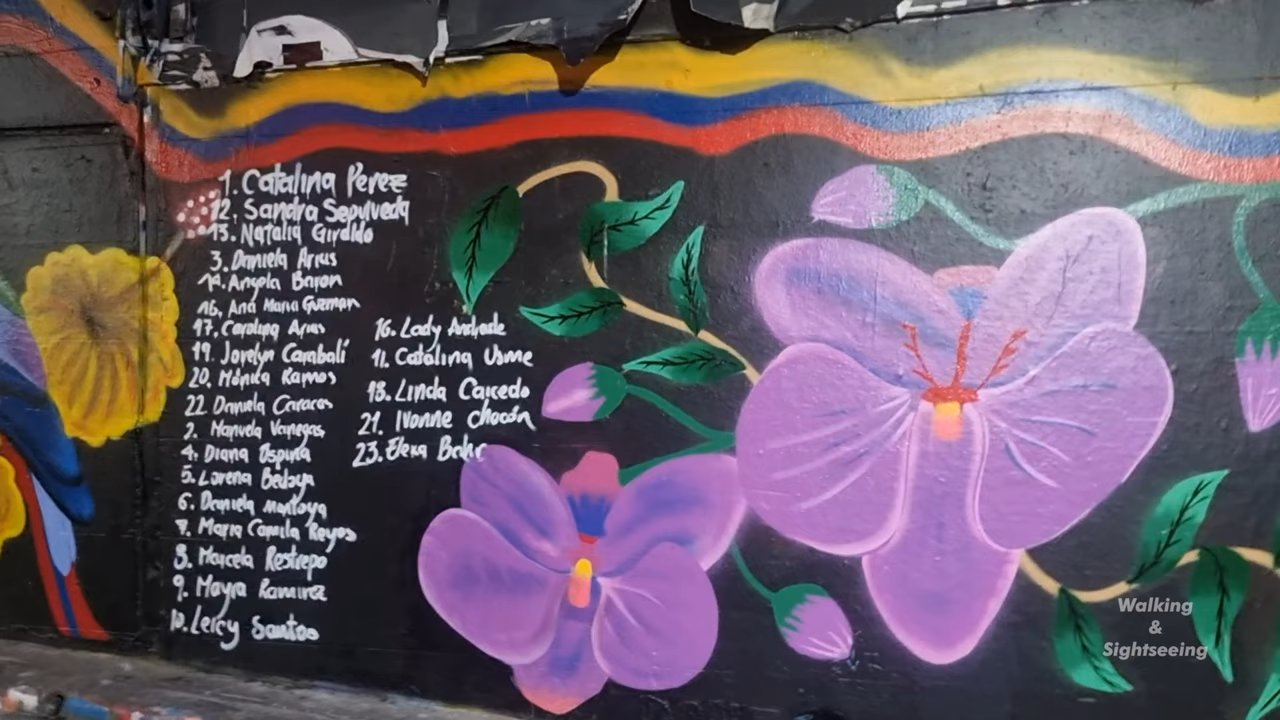 1. Catalina Perez
12. Sandra Sepulveda
13. Natalia Giraldo
3. Daniela Arias
14. Angela Baron
16. Ana Maria Guzman
17. Carolina Arias
19. Jorelyn Carabalí
20. Mónica Ramos
22 Daniela Caracas
2. Manuela Vanegas
4. Diana Ospina
5. Lorena Bedoya
6. Daniela Montoya
7. Maria Camila Reyes
8. Marcela Restrepo
9. Mayra Ramirez
10. Leicy Santos
16. Lady Andrade
11. Catalina Usme
18. Linda Caicedo
21. Ivonne Chacón
23. Elexa Bahr
Walking
&
Sightseeing